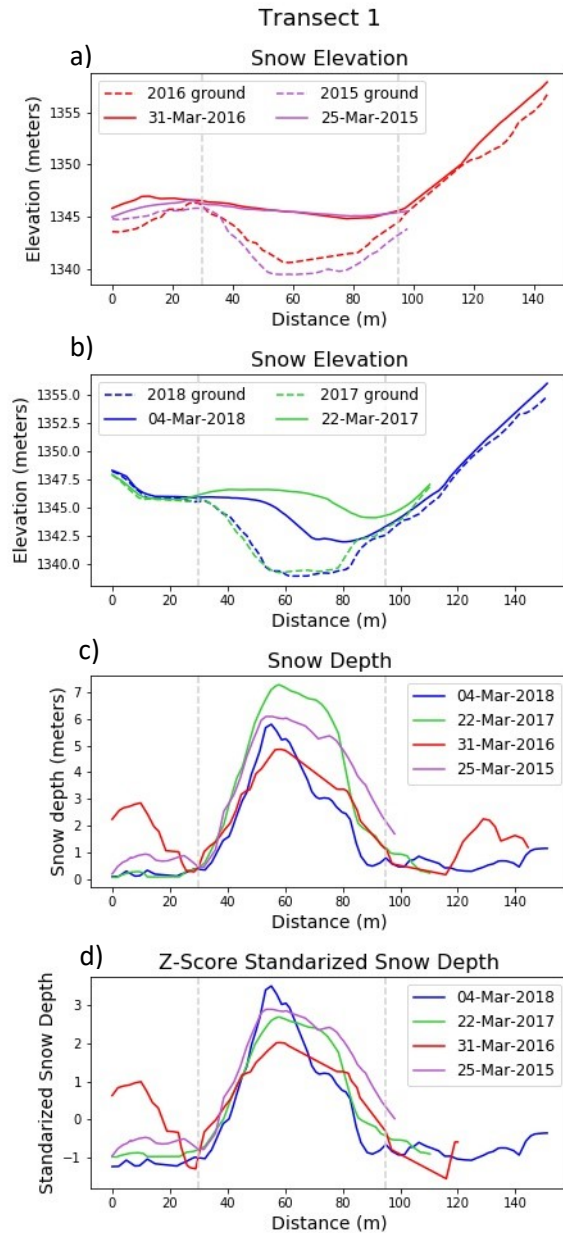 Transect 1
a)
Snow Elevation
2016 ground
2015 ground
31-Mar-2016
25-Mar-2015
1355
1350
1345
1340
Elevation (meters)
0 20 40 60 80 100 120 140
Distance (m)
b)
Snow Elevation
2018 ground
2017 ground
04-Mar-2018
22-Mar-2017
1355.0
1352.5
1350.0
1347.5
1345.0
1342.5
1340.0
Elevation (meters)
0 20 40 60 80 100 120 140
Distance (m)
c)
Snow Depth
04-Mar-2018
22-Mar-2017
31-Mar-2016
25-Mar-2015
7
6
5
4
3
2
1
0
Snow depth (meters)
0 20 40 60 80 100 120 140
Distance (m)
d)
Z-Score Standarized Snow Depth
04-Mar-2018
22-Mar-2017
31-Mar-2016
25-Mar-2015
3
2
1
0
−1
Standarized Snow Depth
0 20 40 60 80 100 120 140
Distance (m)